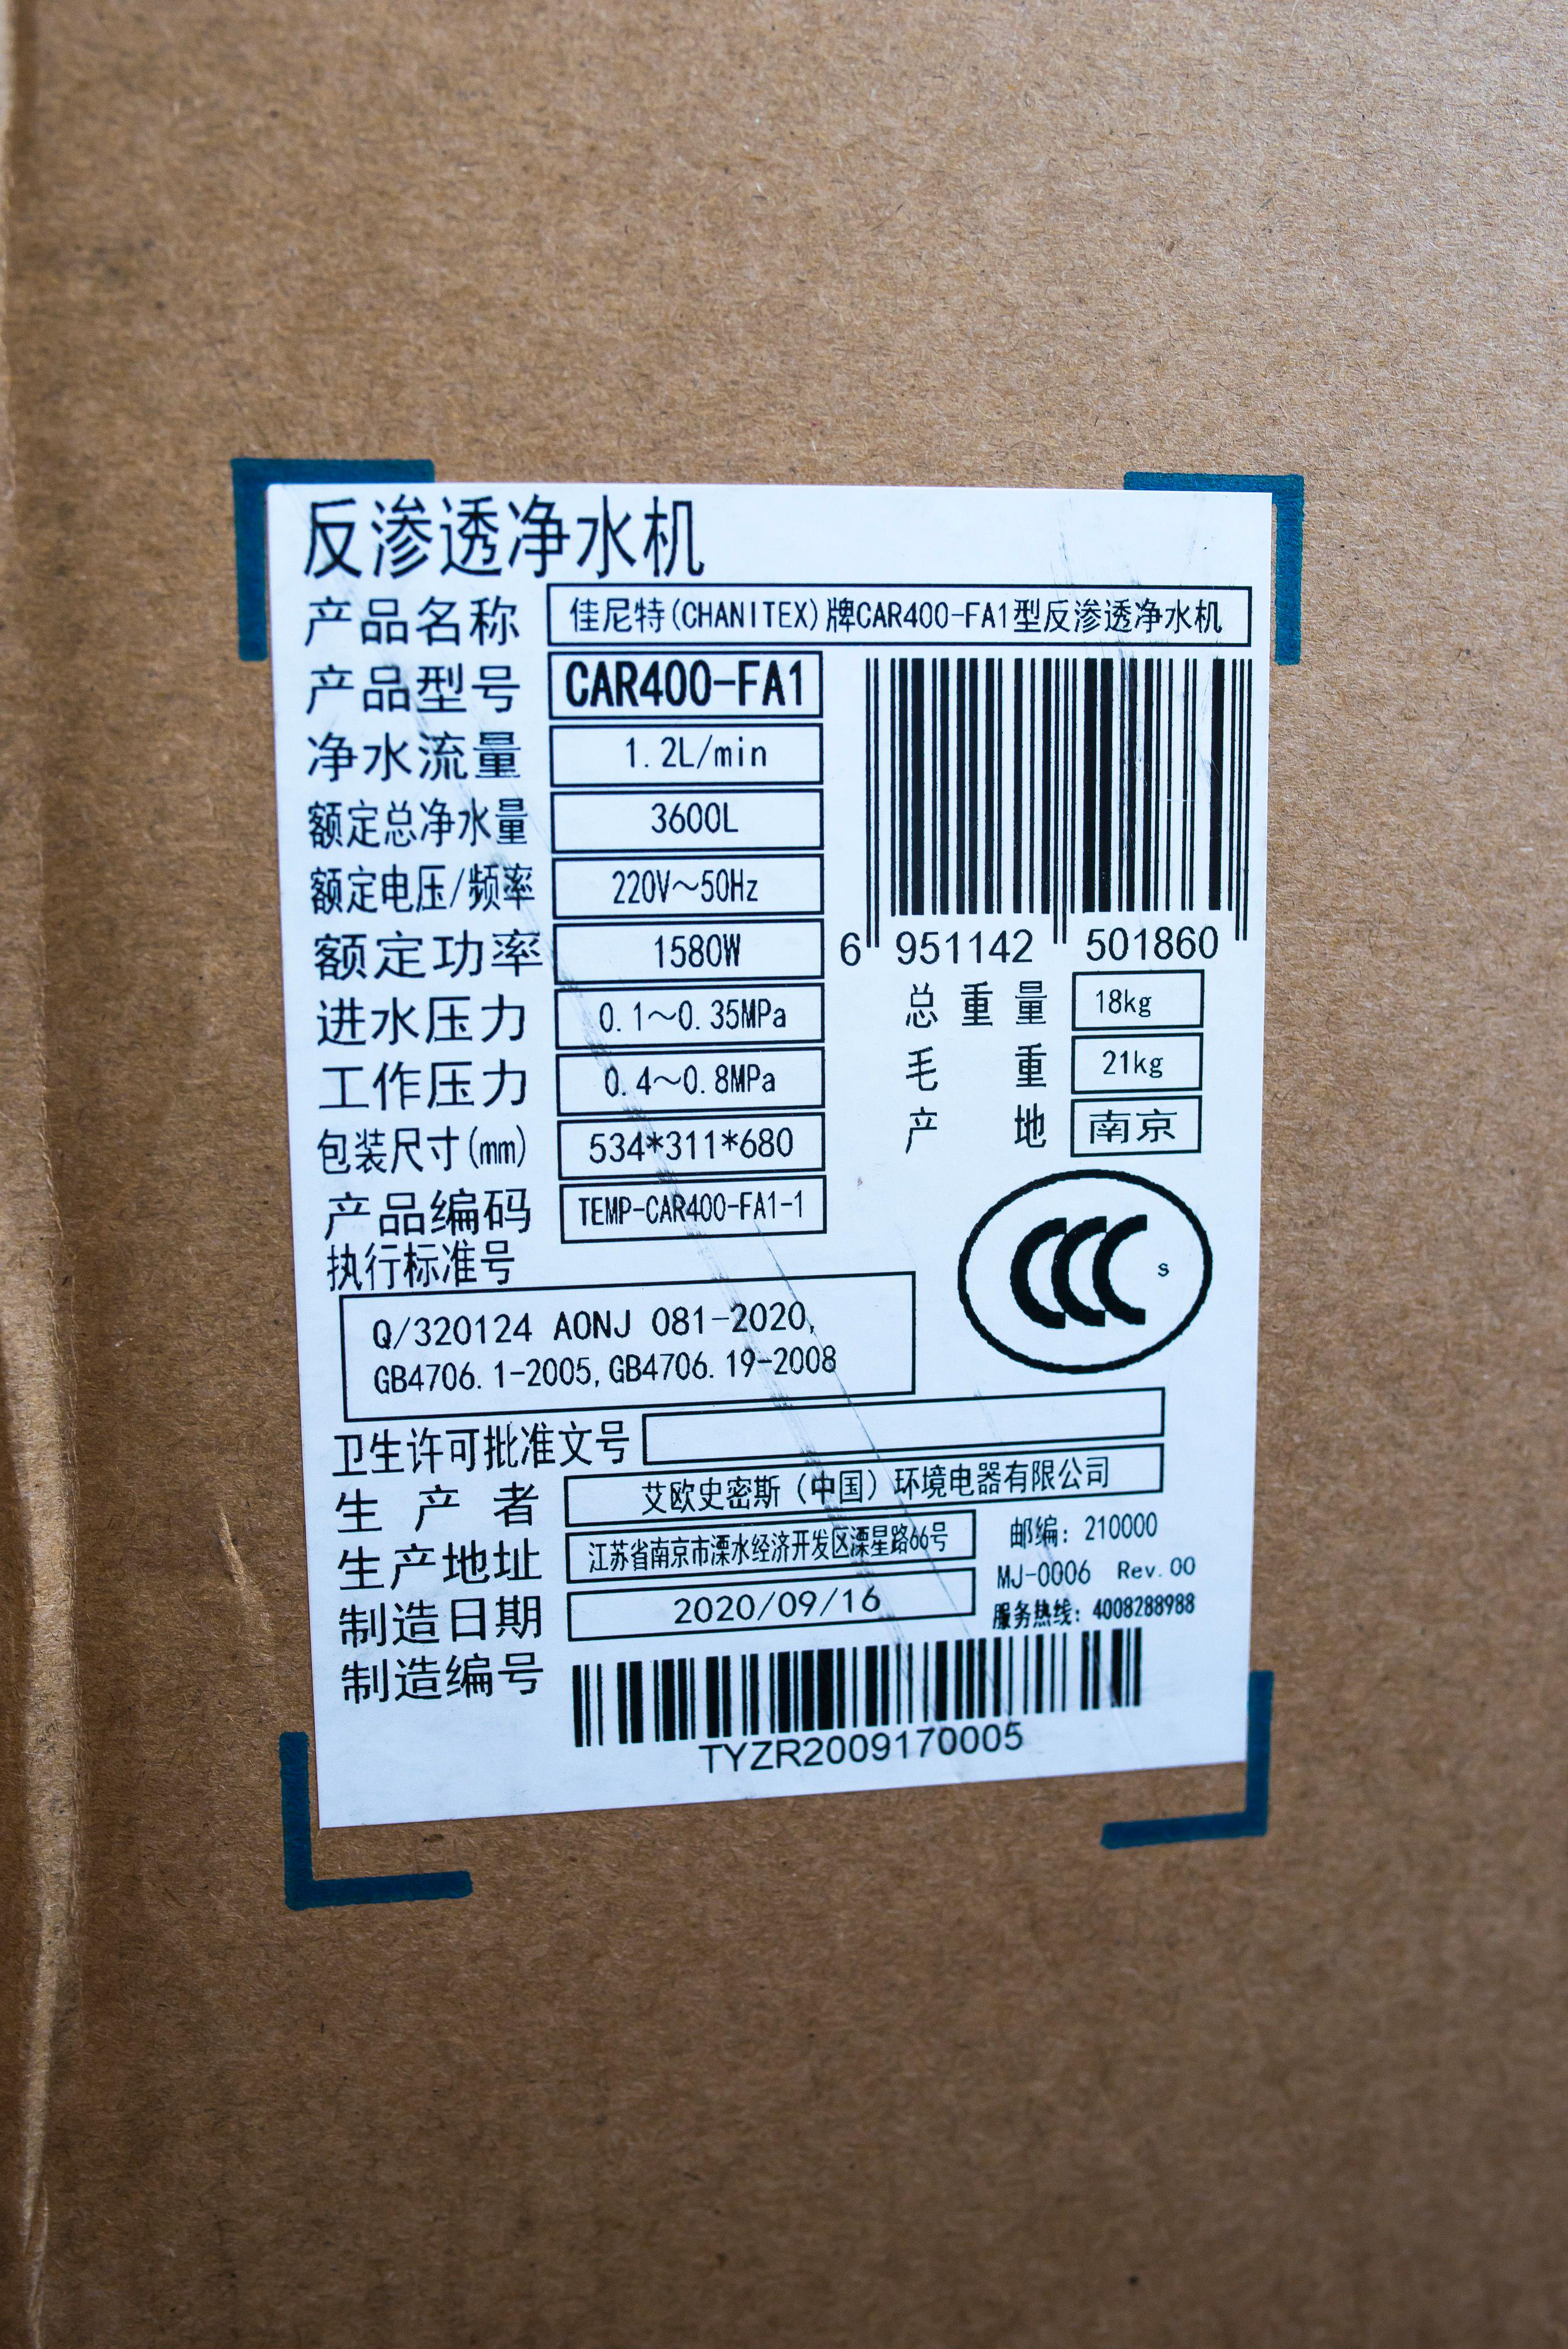 反渗透净水机
产品名称 佳尼特(CHANITEX)牌CAR400-FA1型反渗透净水机
产品型号 CAR400-FA1
净水流量 1.2L/min
额定总净水量 3600L
额定电压/频率 220V～50Hz
额定功率 1580W
6 951142 501860
进水压力 0.1～0.35MPa
总重量 18kg
工作压力 0.4～0.8MPa
毛重 21kg
包装尺寸(mm) 534*311*680
产地 南京
产品编码 TEMP-CAR400-FA1-1
CCC S
执行标准号
Q/320124 AONJ 081-2020,
GB4706.1-2005,GB4706.19-2008
卫生许可批准文号
生产者 艾欧史密斯（中国）环境电器有限公司
生产地址 江苏省南京市溧水经济开发区溧星路66号
邮编：210000
MJ-0006 Rev.00
制造日期 2020/09/16
服务热线：4008288988
制造编号
TYZR2009170005